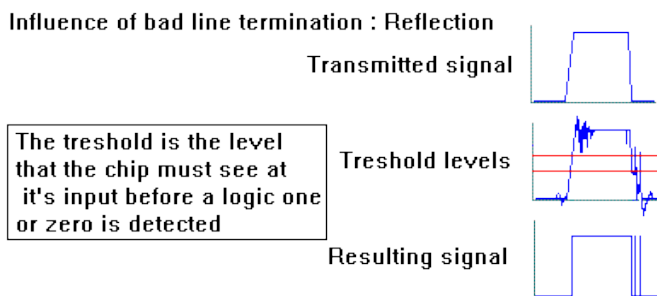 Influence of bad line termination : Reflection
Transmitted signal
The treshold is the level
that the chip must see at
it's input before a logic one
or zero is detected
Treshold levels
Resulting signal